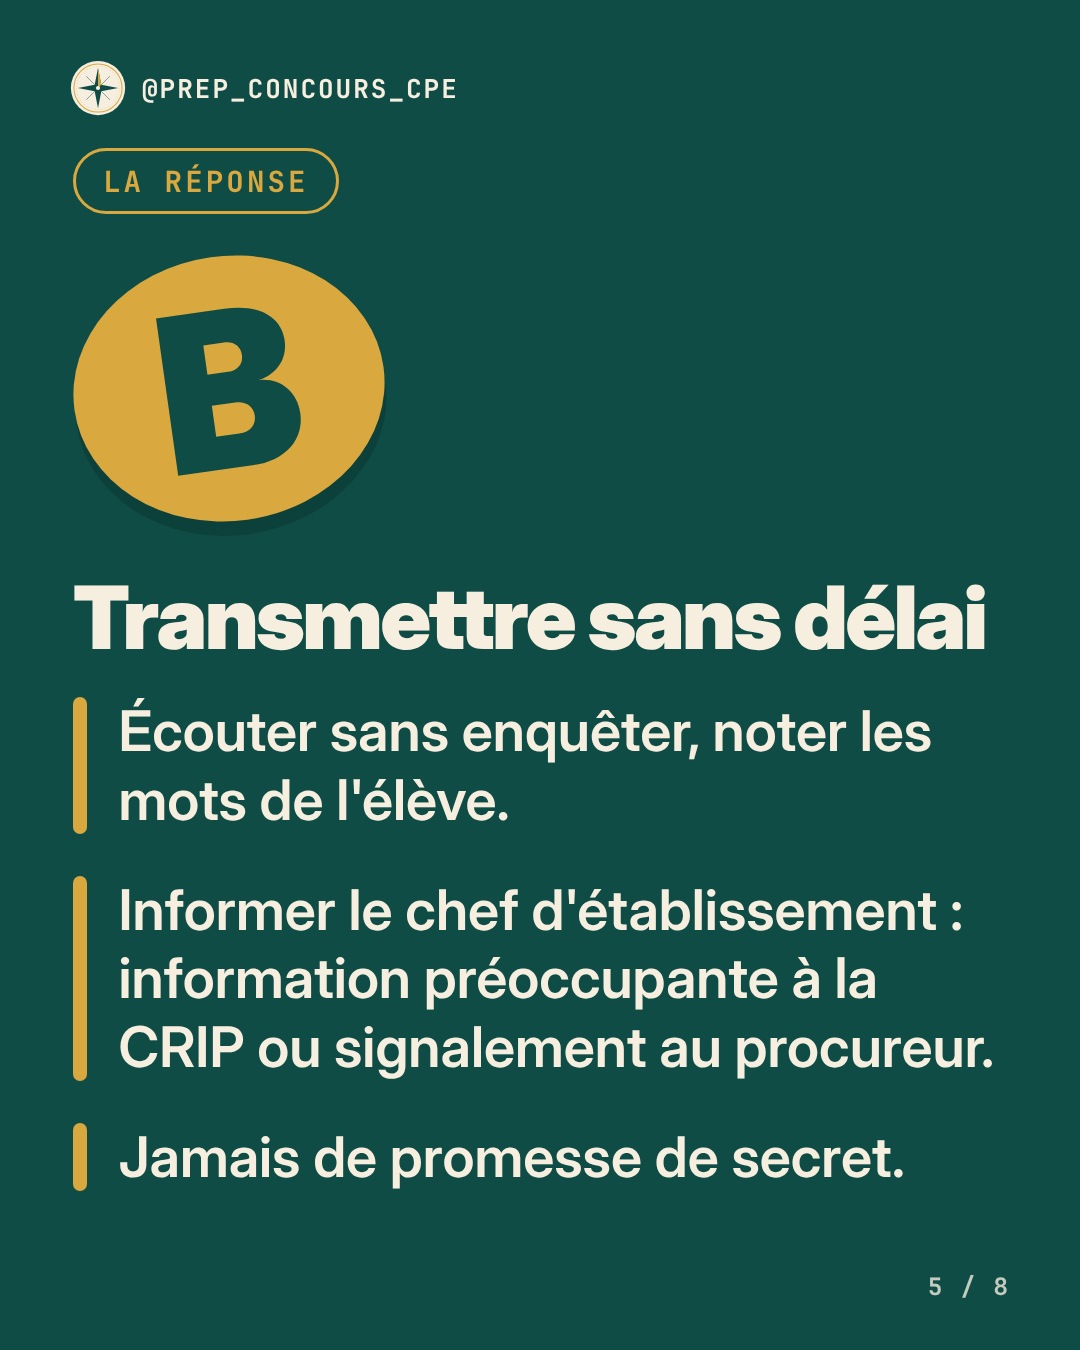 @PREP_CONCOURS_CPE
LA RÉPONSE
B
Transmettre sans délai
Écouter sans enquêter, noter les
mots de l'élève.
Informer le chef d'établissement :
information préoccupante à la
CRIP ou signalement au procureur.
Jamais de promesse de secret.
5 / 8